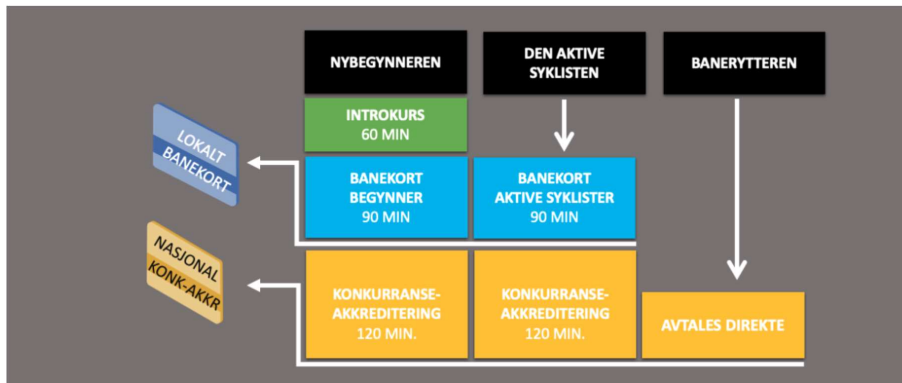 NYBEGYNNEREN
DEN AKTIVE
SYKLISTEN
BANERYTTEREN
INTROKURS
60 MIN
LOKALT
BANEKORT
BANEKORT
BEGYNNER
90 MIN
BANEKORT
AKTIVE SYKLISTER
90 MIN
NASJONAL
KONK-AKKR
KONKURRANSE-
AKKREDITERING
120 MIN.
KONKURRANSE-
AKKREDITERING
120 MIN.
AVTALES DIREKTE